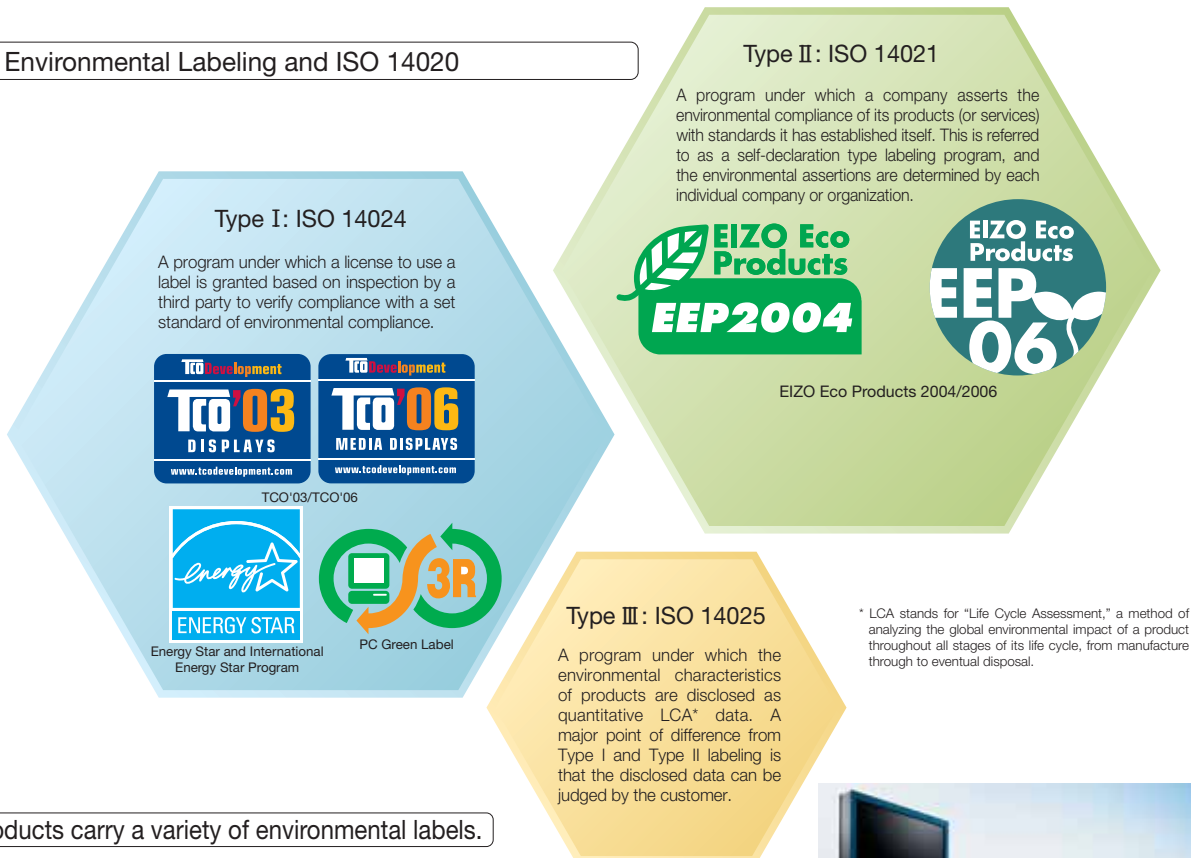 Environmental Labeling and ISO 14020
Type Ⅱ: ISO 14021
A program under which a company asserts the
environmental compliance of its products (or services)
with standards it has established itself. This is referred
to as a self-declaration type labeling program, and
the environmental assertions are determined by each
individual company or organization.
EIZO Eco
Products
EEP2004
EIZO Eco
Products
EEP
06
EIZO Eco Products 2004/2006
Type Ⅰ: ISO 14024
A program under which a license to use a
label is granted based on inspection by a
third party to verify compliance with a set
standard of environmental compliance.
TCO Development
TCO'03
DISPLAYS
www.tcodevelopment.com
TCO Development
TCO'06
MEDIA DISPLAYS
www.tcodevelopment.com
TCO'03/TCO'06
energy
ENERGY STAR
Energy Star and International
Energy Star Program
3R
PC Green Label
Type Ⅲ: ISO 14025
A program under which the
environmental characteristics
of products are disclosed as
quantitative LCA* data. A
major point of difference from
Type I and Type II labeling is
that the disclosed data can be
judged by the customer.
* LCA stands for “Life Cycle Assessment,” a method of
analyzing the global environmental impact of a product
throughout all stages of its life cycle, from manufacture
through to eventual disposal.
carry a variety of environmental labels.